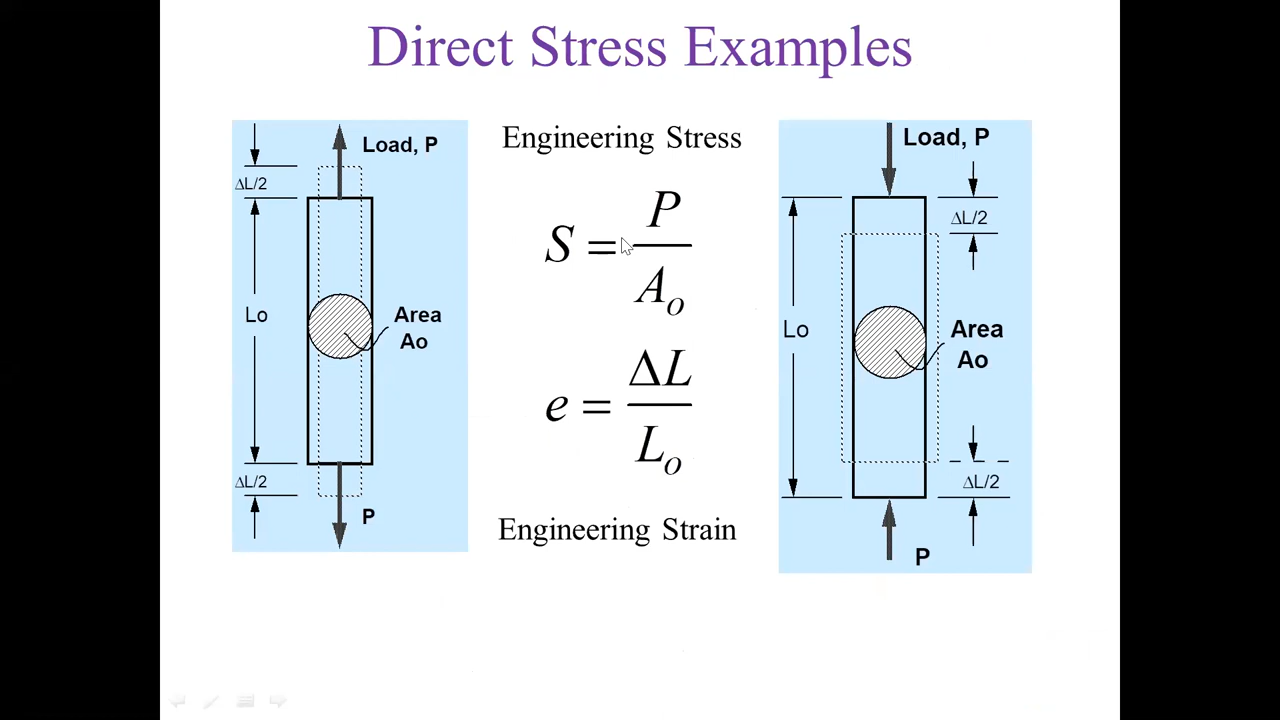 Direct Stress Examples
Load, P
ΔL/2
Lo
Area
Ao
ΔL/2
P
Engineering Stress
S = P / Ao
e = ΔL / Lo
Engineering Strain
Load, P
ΔL/2
Lo
Area
Ao
ΔL/2
P